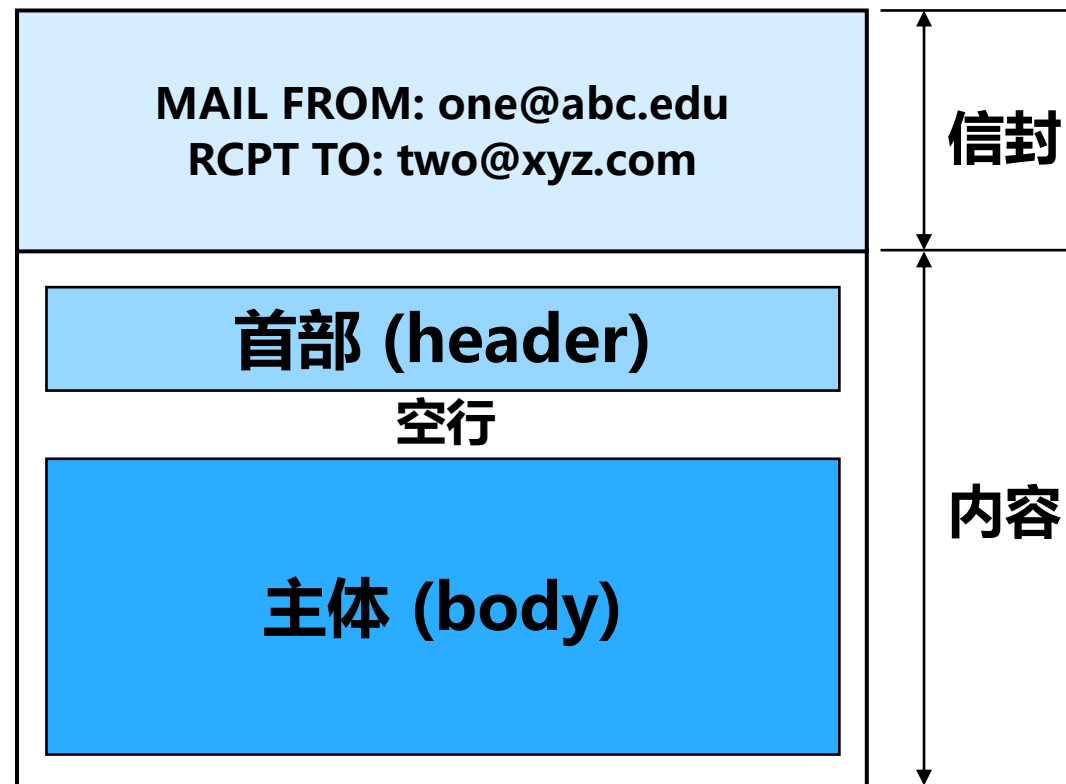 MAIL FROM: one@abc.edu
RCPT TO: two@xyz.com
信封
首部 (header)
空行
主体 (body)
内容